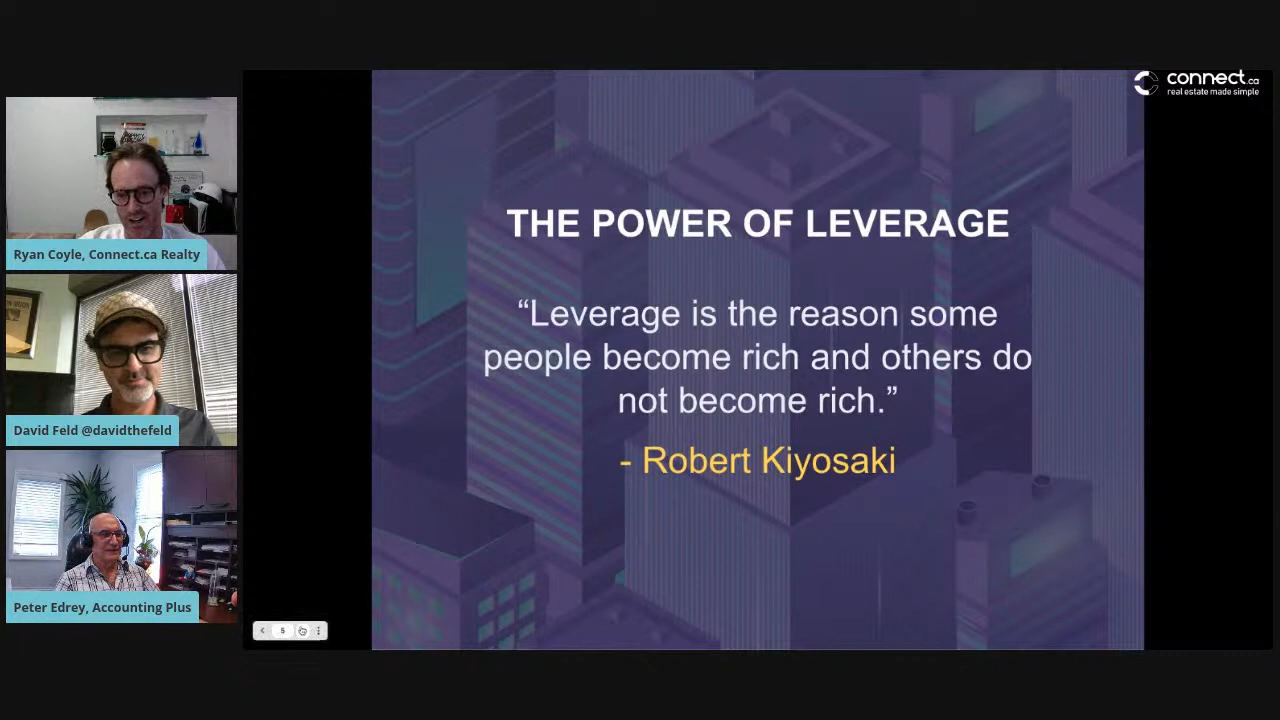 connect.ca
real estate made simple
Ryan Coyle, Connect.ca Realty
David Feld @davidthefeld
Peter Edrey, Accounting Plus
THE POWER OF LEVERAGE
“Leverage is the reason some
people become rich and others do
not become rich.”
- Robert Kiyosaki
5